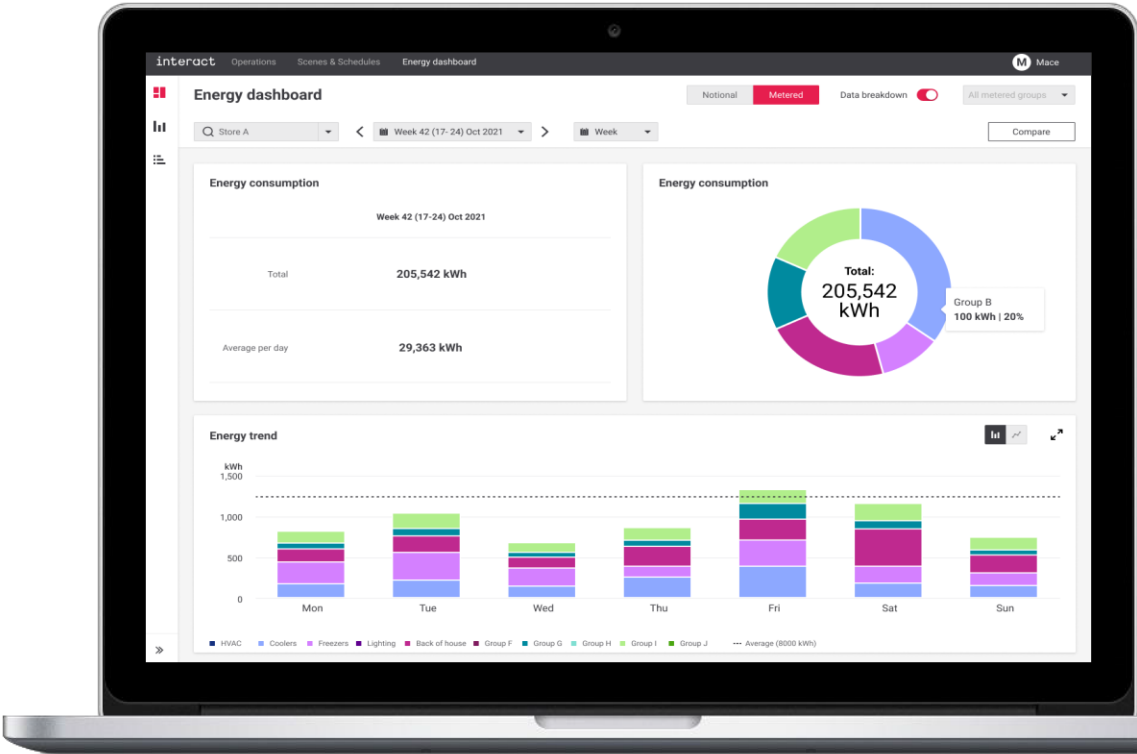 interact Operations Scenes & Schedules Energy dashboard M Mace
Energy dashboard Notional Metered Data breakdown All metered groups
Store A Week 42 (17- 24) Oct 2021 Week Compare
Energy consumption
Week 42 (17-24) Oct 2021
Total 205,542 kWh
Average per day 29,363 kWh
Energy consumption
Total:
205,542
kWh
Group B
100 kWh | 20%
Energy trend
kWh
1,500
1,000
500
0
Mon Tue Wed Thu Fri Sat Sun
HVAC Coolers Freezers Lighting Back of house Group F Group G Group H Group I Group J Average (8000 kWh)